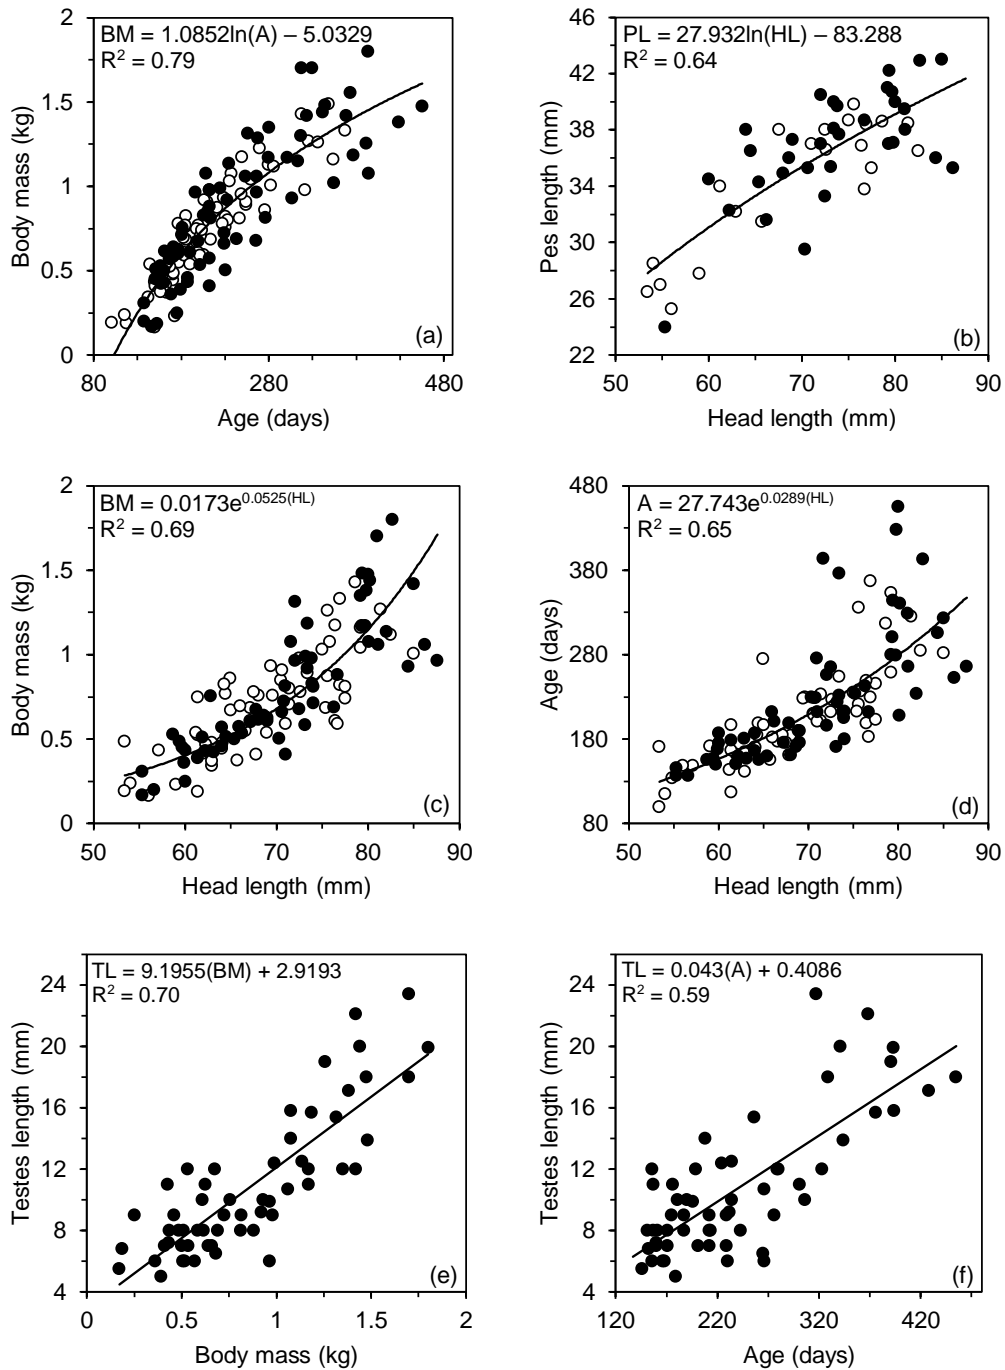 BM = 1.0852ln(A) − 5.0329
R² = 0.79
Body mass (kg)
2
1.5
1
0.5
0
80
280
480
Age (days)
(a)
PL = 27.932ln(HL) − 83.288
R² = 0.64
Pes length (mm)
46
42
38
34
30
26
22
50
60
70
80
90
Head length (mm)
(b)
BM = 0.0173e^0.0525(HL)
R² = 0.69
Body mass (kg)
2
1.5
1
0.5
0
50
60
70
80
90
Head length (mm)
(c)
A = 27.743e^0.0289(HL)
R² = 0.65
Age (days)
480
380
280
180
80
50
60
70
80
90
Head length (mm)
(d)
TL = 9.1955(BM) + 2.9193
R² = 0.70
Testes length (mm)
24
20
16
12
8
4
0
0.5
1
1.5
2
Body mass (kg)
(e)
TL = 0.043(A) + 0.4086
R² = 0.59
Testes length (mm)
24
20
16
12
8
4
120
220
320
420
Age (days)
(f)